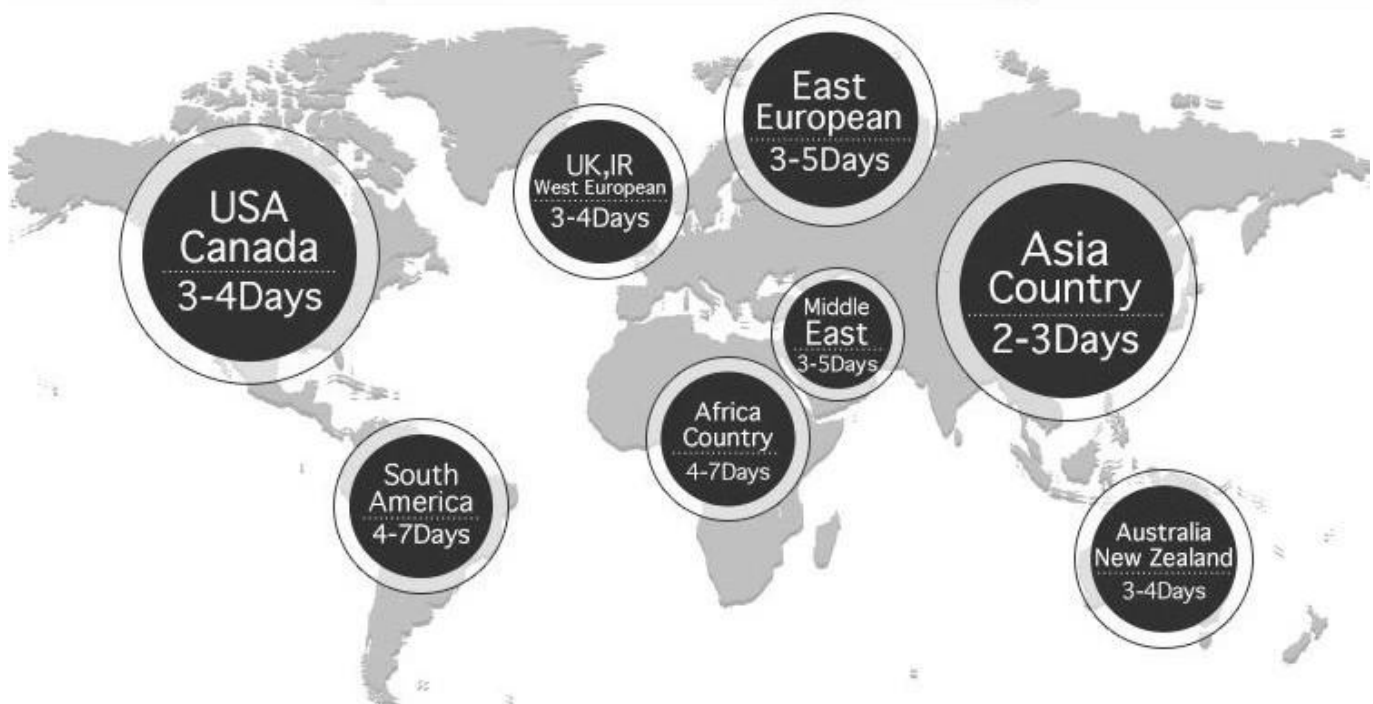 USA
Canada
3-4Days
UK,IR
West European
3-4Days
East
European
3-5Days
Asia
Country
2-3Days
Middle
East
3-5Days
Africa
Country
4-7Days
South
America
4-7Days
Australia
New Zealand
3-4Days